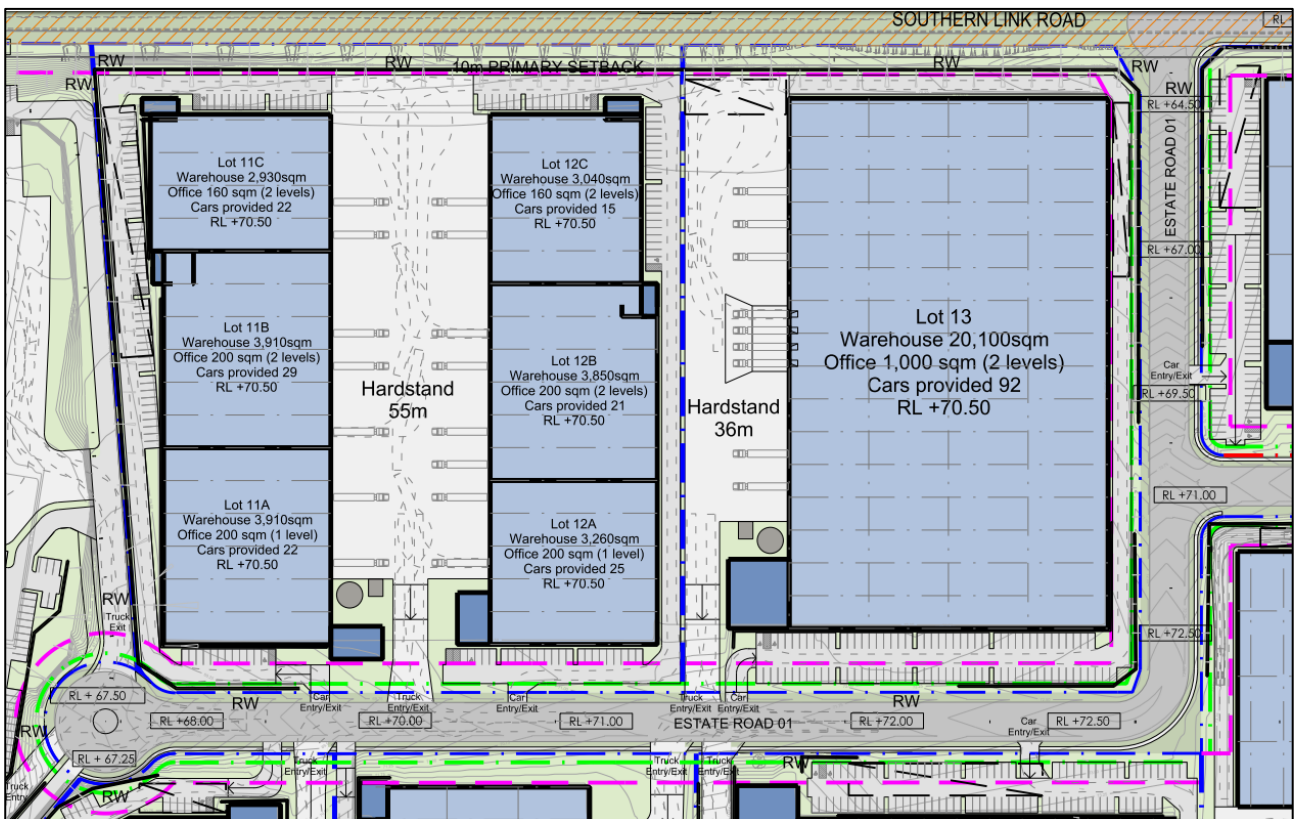 SOUTHERN LINK ROAD
RL
RW
RW
10m PRIMARY SETBACK
RW
RW
RW
RW
RL +64.50
ESTATE ROAD 01
RL +67.00
Car
Entry/Exit
RL +69.50
RL +71.00
RL +72.50
Lot 11C
Warehouse 2,930sqm
Office 160 sqm (2 levels)
Cars provided 22
RL +70.50
Lot 11B
Warehouse 3,910sqm
Office 200 sqm (2 levels)
Cars provided 29
RL +70.50
Lot 11A
Warehouse 3,910sqm
Office 200 sqm (1 level)
Cars provided 22
RL +70.50
Hardstand
55m
Lot 12C
Warehouse 3,040sqm
Office 160 sqm (2 levels)
Cars provided 15
RL +70.50
Lot 12B
Warehouse 3,850sqm
Office 200 sqm (2 levels)
Cars provided 21
RL +70.50
Lot 12A
Warehouse 3,260sqm
Office 200 sqm (1 level)
Cars provided 25
RL +70.50
Hardstand
36m
Lot 13
Warehouse 20,100sqm
Office 1,000 sqm (2 levels)
Cars provided 92
RL +70.50
RW
Truck
Exit
RL + 67.50
RW
Car
Entry/Exit
Truck
Entry/Exit
Car
Entry/Exit
Truck
Entry/Exit
Car
Entry/Exit
RW
RW
RL +68.00
RL +70.00
RL +71.00
ESTATE ROAD 01
RL +72.00
Car
Entry/Exit
RL +72.50
RL + 67.25
Truck
Entry/Exit
Truck
Entry/Exit
Truck
Entry/Exit
RW
Truck
Entry
RW